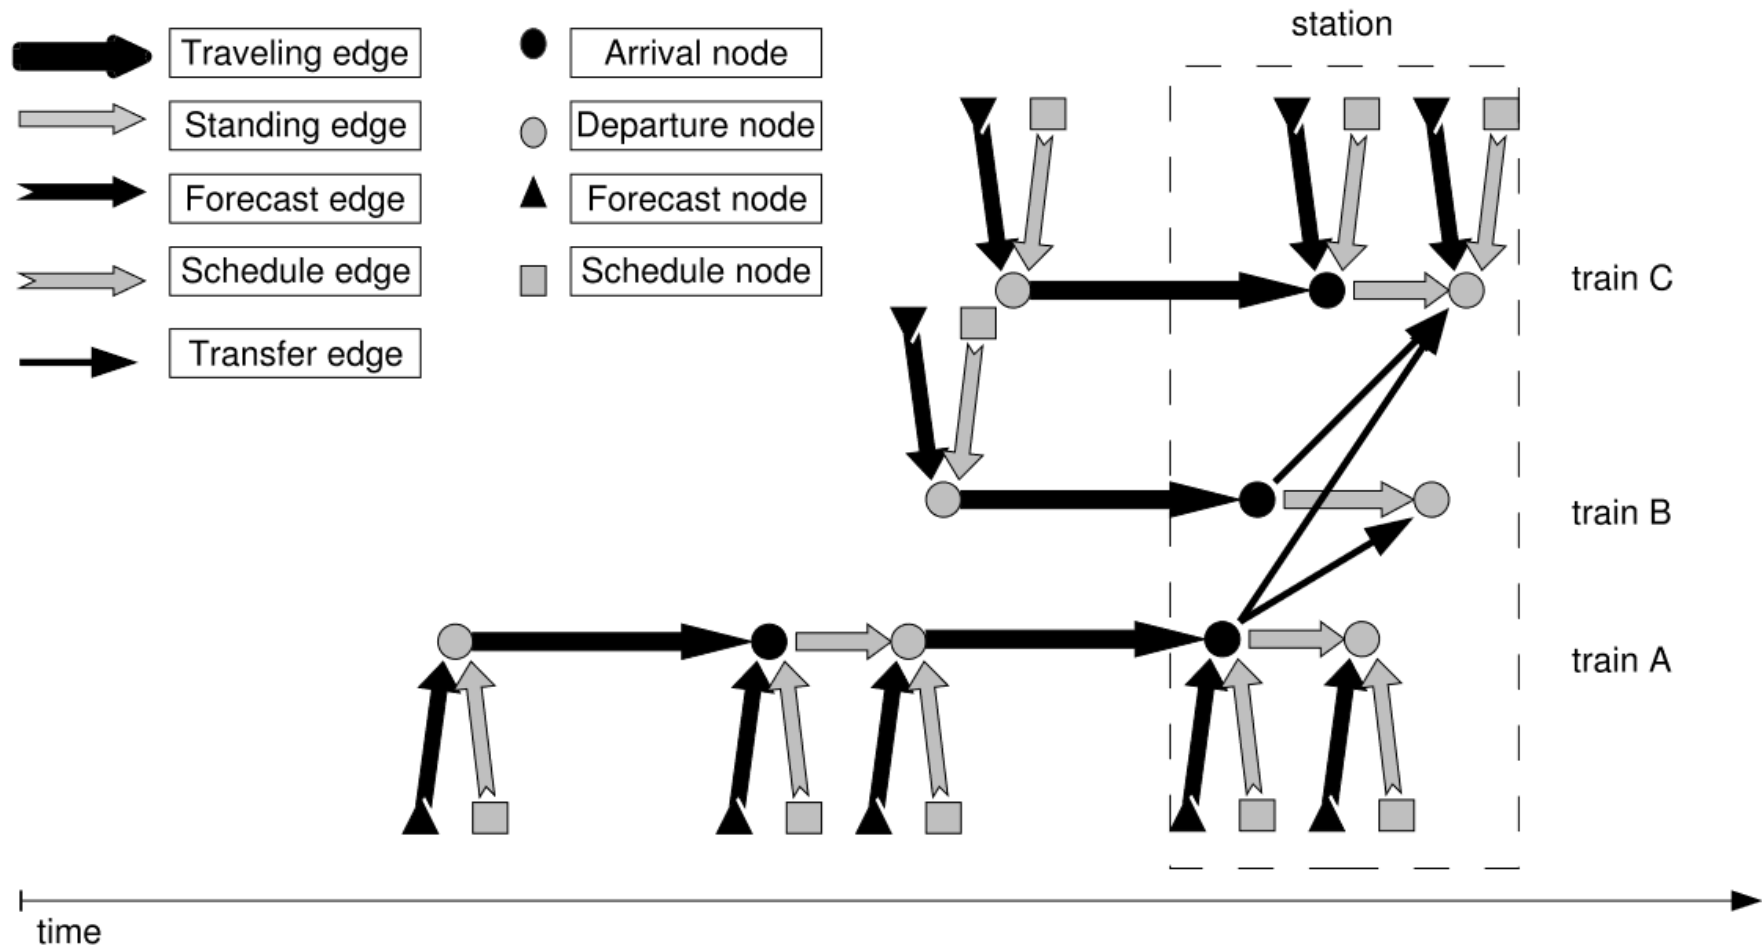 station
Traveling edge
Arrival node
Standing edge
Departure node
Forecast edge
Forecast node
Schedule edge
Schedule node
Transfer edge
train C
train B
train A
time